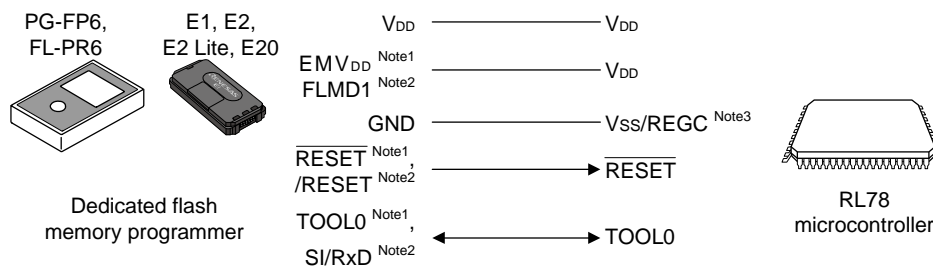 PG-FP6,
FL-PR6
E1, E2,
E2 Lite, E20
Dedicated flash
memory programmer
VDD
VDD
EMVDD Note1
FLMD1 Note2
VDD
GND
VSS/REGC Note3
RESET Note1,
/RESET Note2
RESET
TOOL0 Note1,
SI/RxD Note2
TOOL0
RL78
microcontroller